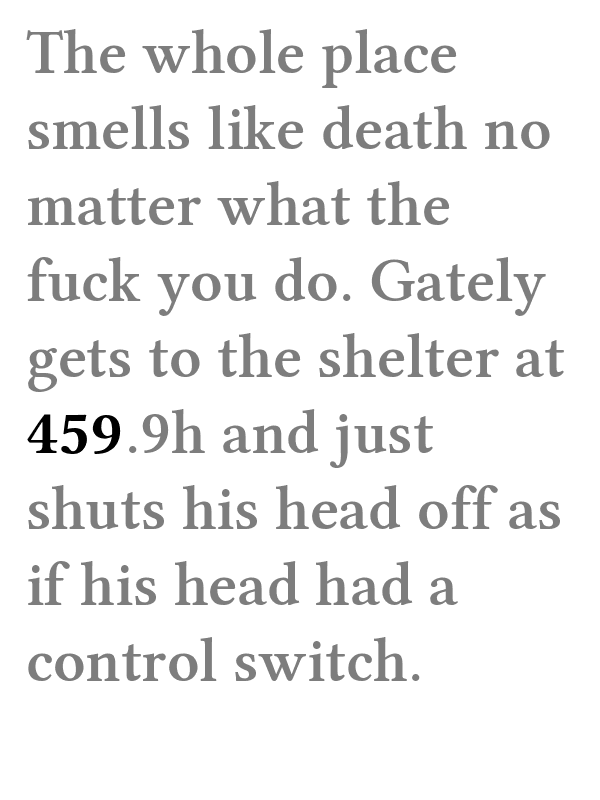 The whole place
smells like death no
matter what the
fuck you do. Gately
gets to the shelter at
459.9h and just
shuts his head off as
if his head had a
control switch.